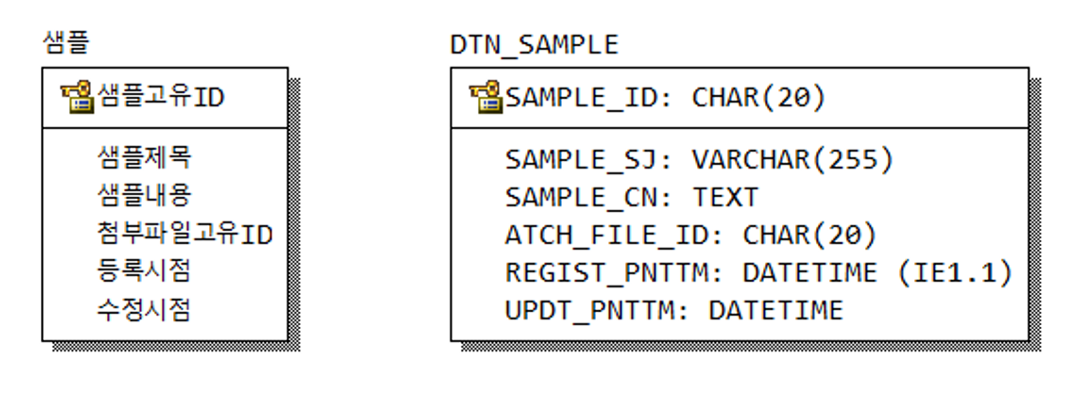 샘플
샘플고유ID
샘플제목
샘플내용
첨부파일고유ID
등록시점
수정시점
DTN_SAMPLE
SAMPLE_ID: CHAR(20)
SAMPLE_SJ: VARCHAR(255)
SAMPLE_CN: TEXT
ATCH_FILE_ID: CHAR(20)
REGIST_PNTTM: DATETIME (IE1.1)
UPDT_PNTTM: DATETIME